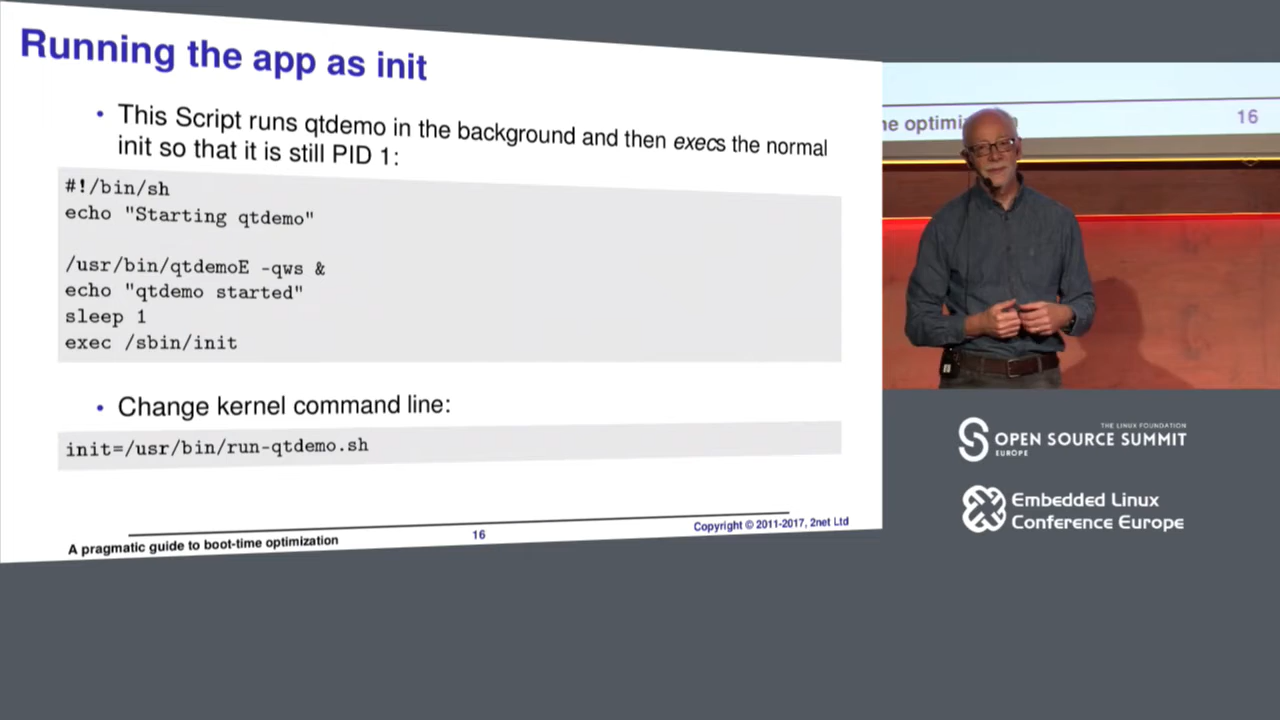 Running the app as init
• This Script runs qtdemo in the background and then execs the normal
init so that it is still PID 1:
#!/bin/sh
echo "Starting qtdemo"
/usr/bin/qtdemoE -qws &
echo "qtdemo started"
sleep 1
exec /sbin/init
• Change kernel command line:
init=/usr/bin/run-qtdemo.sh
A pragmatic guide to boot-time optimization
16
Copyright © 2011-2017, 2net Ltd
16
THE LINUX FOUNDATION
OPEN SOURCE SUMMIT
EUROPE
Embedded Linux
Conference Europe